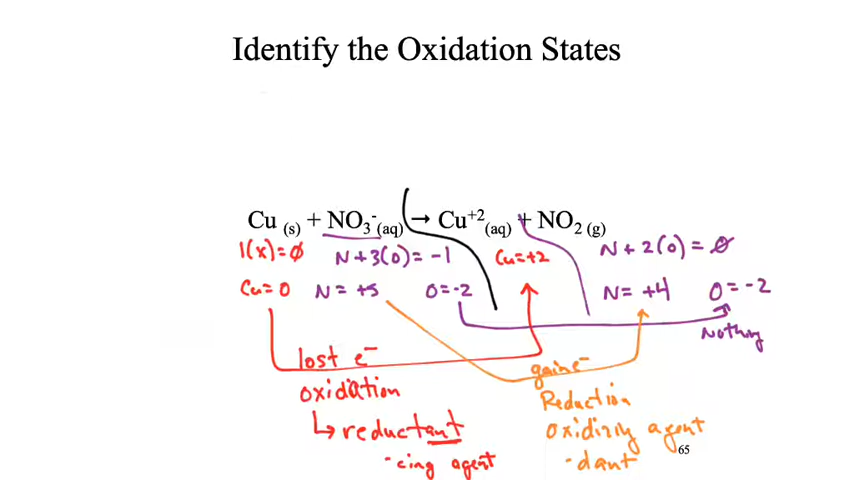 Identify the Oxidation States
Cu (s) + NO₃⁻(aq) → Cu⁺²(aq) + NO₂ (g)
1(x)=0 N+3(O)=-1 Cu=+2 N+2(O)=0
Cu=0 N=+5 O=-2 N=+4 O=-2
Nothing
lost e⁻ gain e⁻
oxidation Reduction
↳reductant oxidizing agent
-cing agent -dant
65